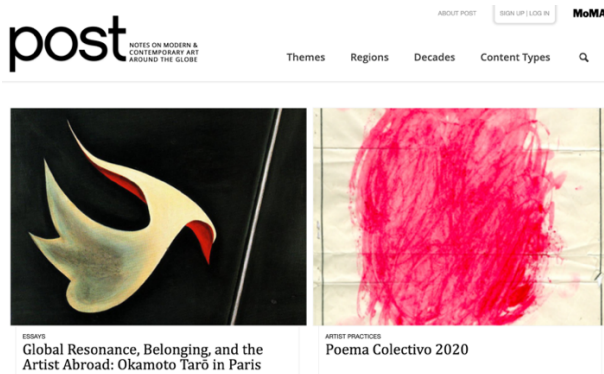 ABOUT POST
SIGN UP | LOG IN
MoMA
post
NOTES ON MODERN &
CONTEMPORARY ART
AROUND THE GLOBE
Themes
Regions
Decades
Content Types
ESSAYS
Global Resonance, Belonging, and the
Artist Abroad: Okamoto Tarō in Paris
ARTIST PRACTICES
Poema Colectivo 2020